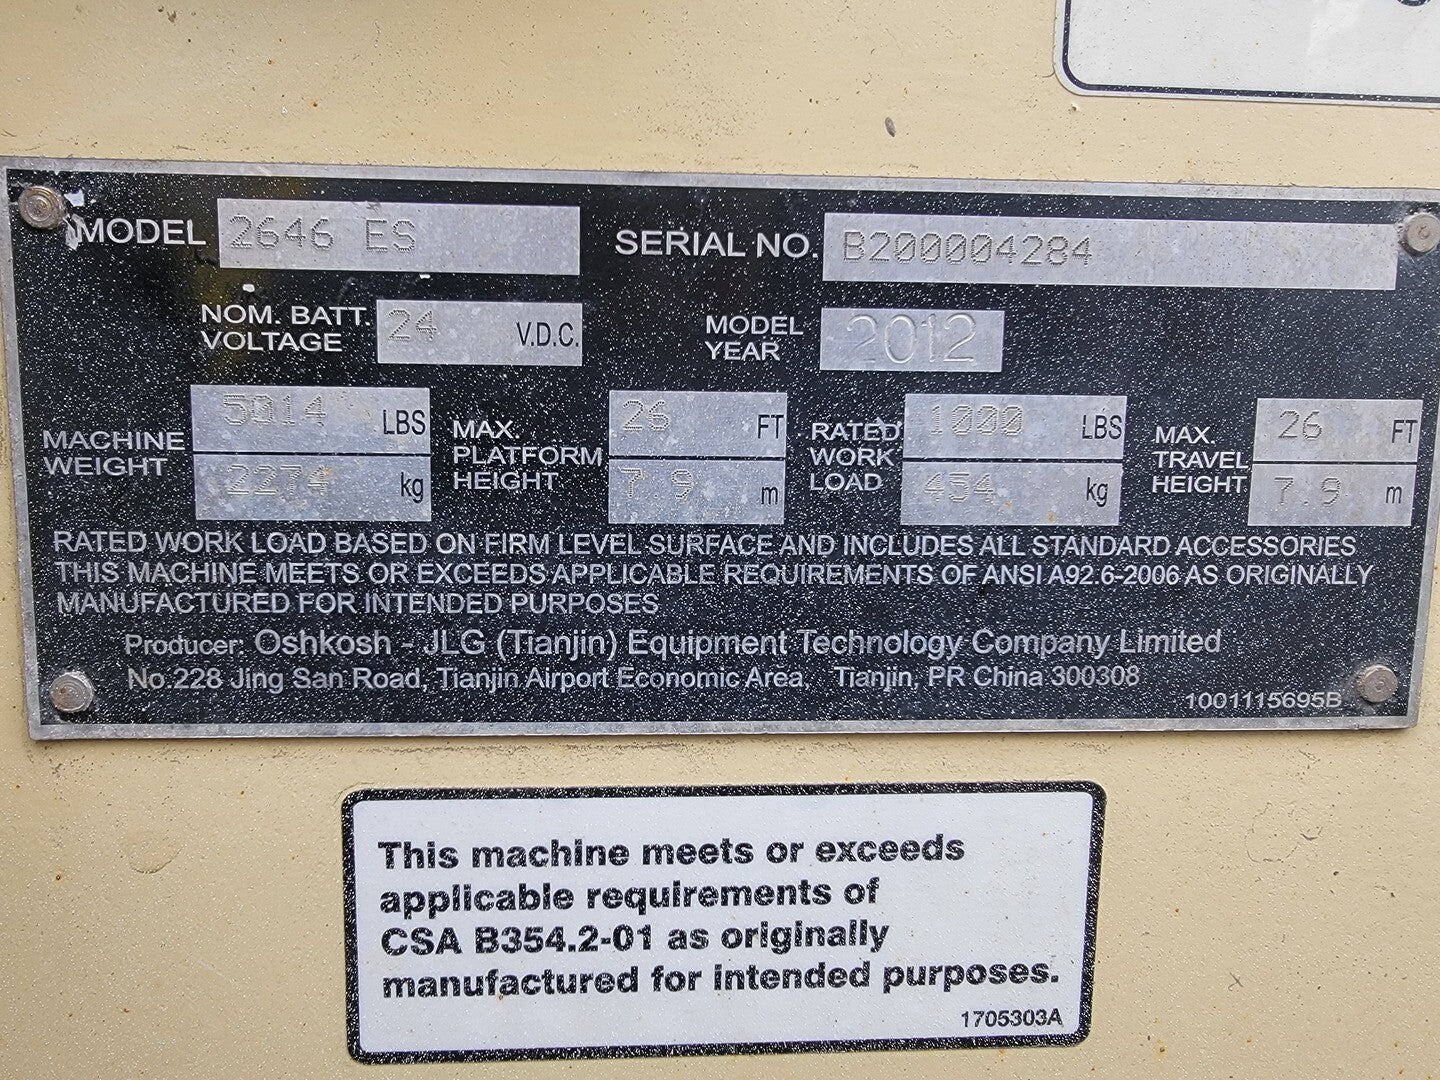 MODEL 2646 ES SERIAL NO. B200004284
NOM. BATT. VOLTAGE 24 V.D.C. MODEL YEAR 2012
MACHINE WEIGHT 5014 LBS 2274 kg MAX. PLATFORM HEIGHT 26 FT 7.9 m RATED WORK LOAD 1000 LBS 454 kg MAX. TRAVEL HEIGHT 26 FT 7.9 m
RATED WORK LOAD BASED ON FIRM LEVEL SURFACE AND INCLUDES ALL STANDARD ACCESSORIES
THIS MACHINE MEETS OR EXCEEDS APPLICABLE REQUIREMENTS OF ANSI A92.6-2006 AS ORIGINALLY
MANUFACTURED FOR INTENDED PURPOSES
Producer: Oshkosh - JLG (Tianjin) Equipment Technology Company Limited
No.228 Jing San Road, Tianjin Airport Economic Area, Tianjin, PR China 300308
1001115695B
This machine meets or exceeds
applicable requirements of
CSA B354.2-01 as originally
manufactured for intended purposes.
1705303A